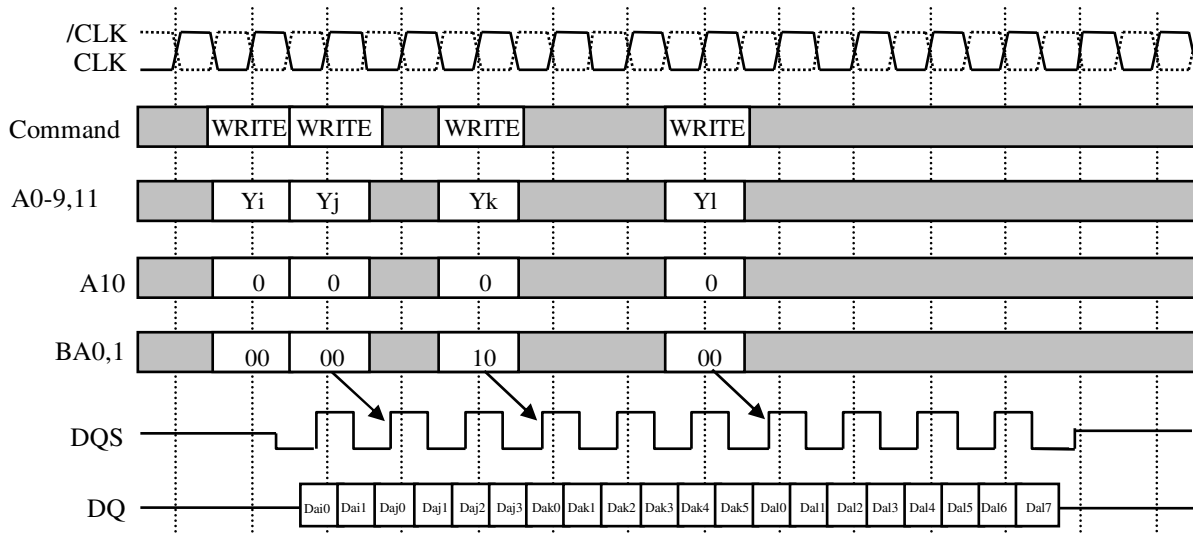 /CLK
CLK
Command WRITE WRITE WRITE WRITE
A0-9,11 Yi Yj Yk Yl
A10 0 0 0 0
BA0,1 00 00 10 00
DQS
DQ Dai0 Dai1 Daj0 Daj1 Daj2 Daj3 Dak0 Dak1 Dak2 Dak3 Dak4 Dak5 Dal0 Dal1 Dal2 Dal3 Dal4 Dal5 Dal6 Dal7